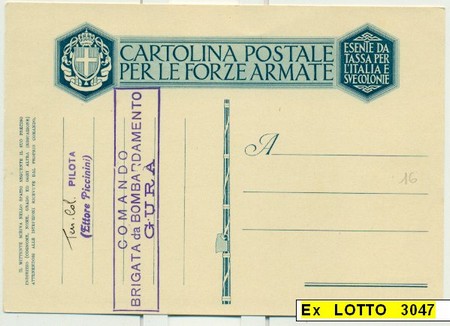 CARTOLINA POSTALE
PER LE FORZE ARMATE
ESENTE DA
TASSA PER
L'ITALIA E
SVE COLONIE
Ten. Col. PILOTA
(Ettore Piccinini)
COMANDO
BRIGATA da BOMBARDAMENTO
GURA
A
16
Ex LOTTO 3047